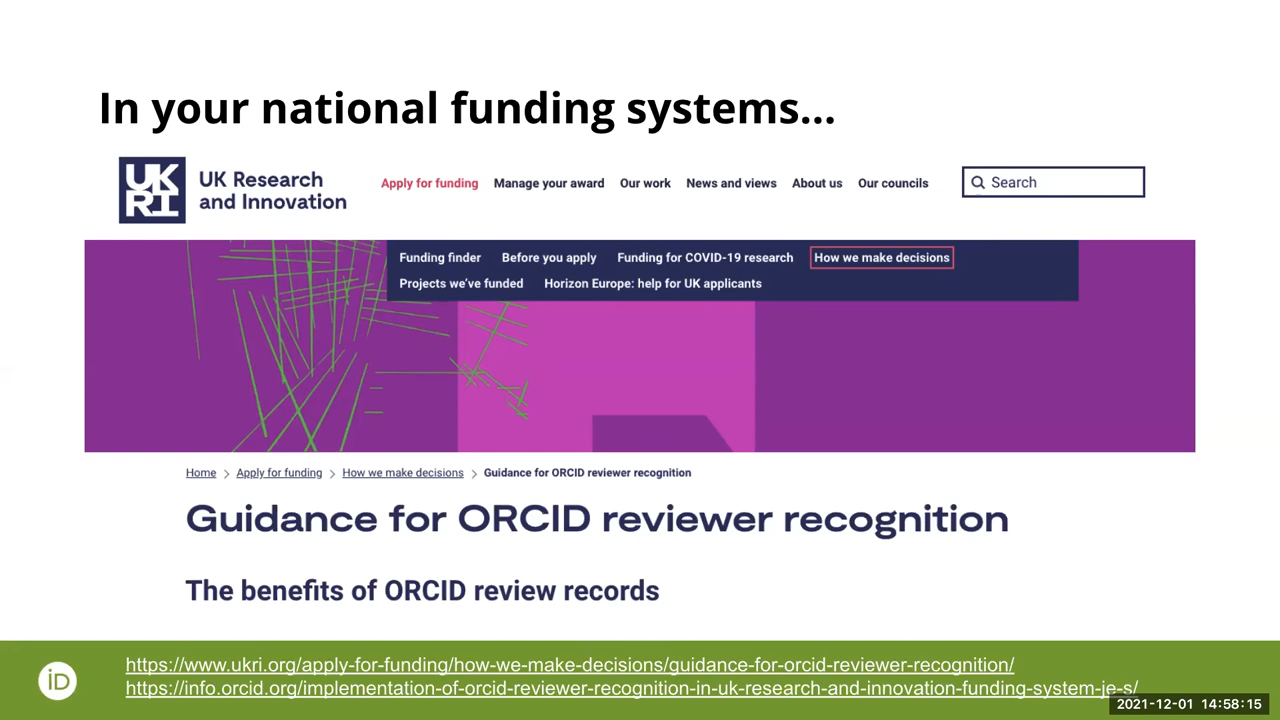 In your national funding systems...
UK
RI
UK Research
and Innovation
Apply for funding Manage your award Our work News and views About us Our councils
Search
Funding finder Before you apply Funding for COVID-19 research How we make decisions
Projects we've funded Horizon Europe: help for UK applicants
Home > Apply for funding > How we make decisions > Guidance for ORCID reviewer recognition
Guidance for ORCID reviewer recognition
The benefits of ORCID review records
iD
https://www.ukri.org/apply-for-funding/how-we-make-decisions/guidance-for-orcid-reviewer-recognition/
https://info.orcid.org/implementation-of-orcid-reviewer-recognition-in-uk-research-and-innovation-funding-system-je-s/
2021-12-01 14:58:15